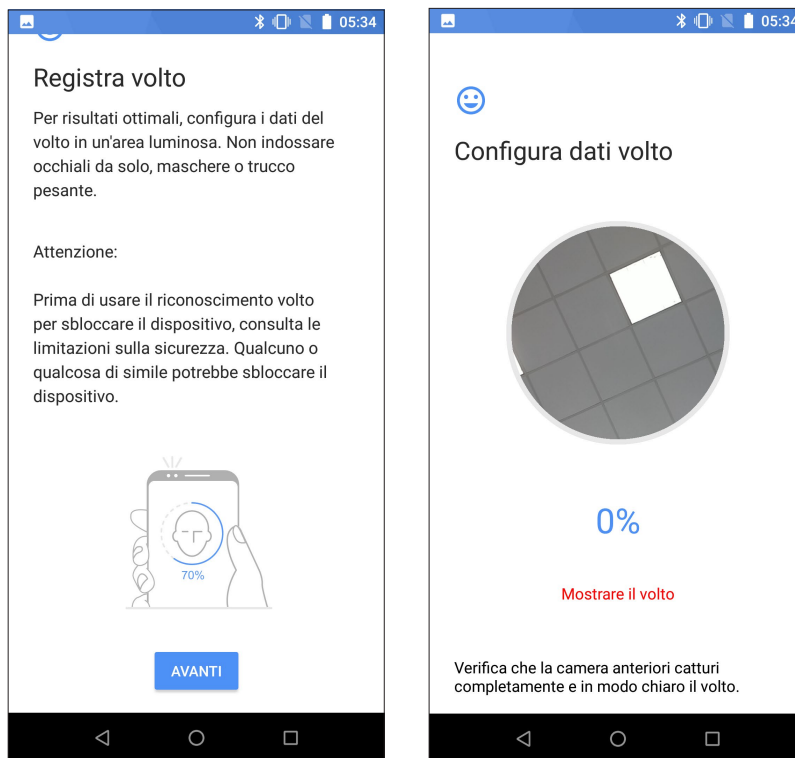 05:34
Registra volto
Per risultati ottimali, configura i dati del
volto in un'area luminosa. Non indossare
occhiali da solo, maschere o trucco
pesante.
Attenzione:
Prima di usare il riconoscimento volto
per sbloccare il dispositivo, consulta le
limitazioni sulla sicurezza. Qualcuno o
qualcosa di simile potrebbe sbloccare il
dispositivo.
70%
AVANTI
05:34
Configura dati volto
0%
Mostrare il volto
Verifica che la camera anteriori catturi
completamente e in modo chiaro il volto.